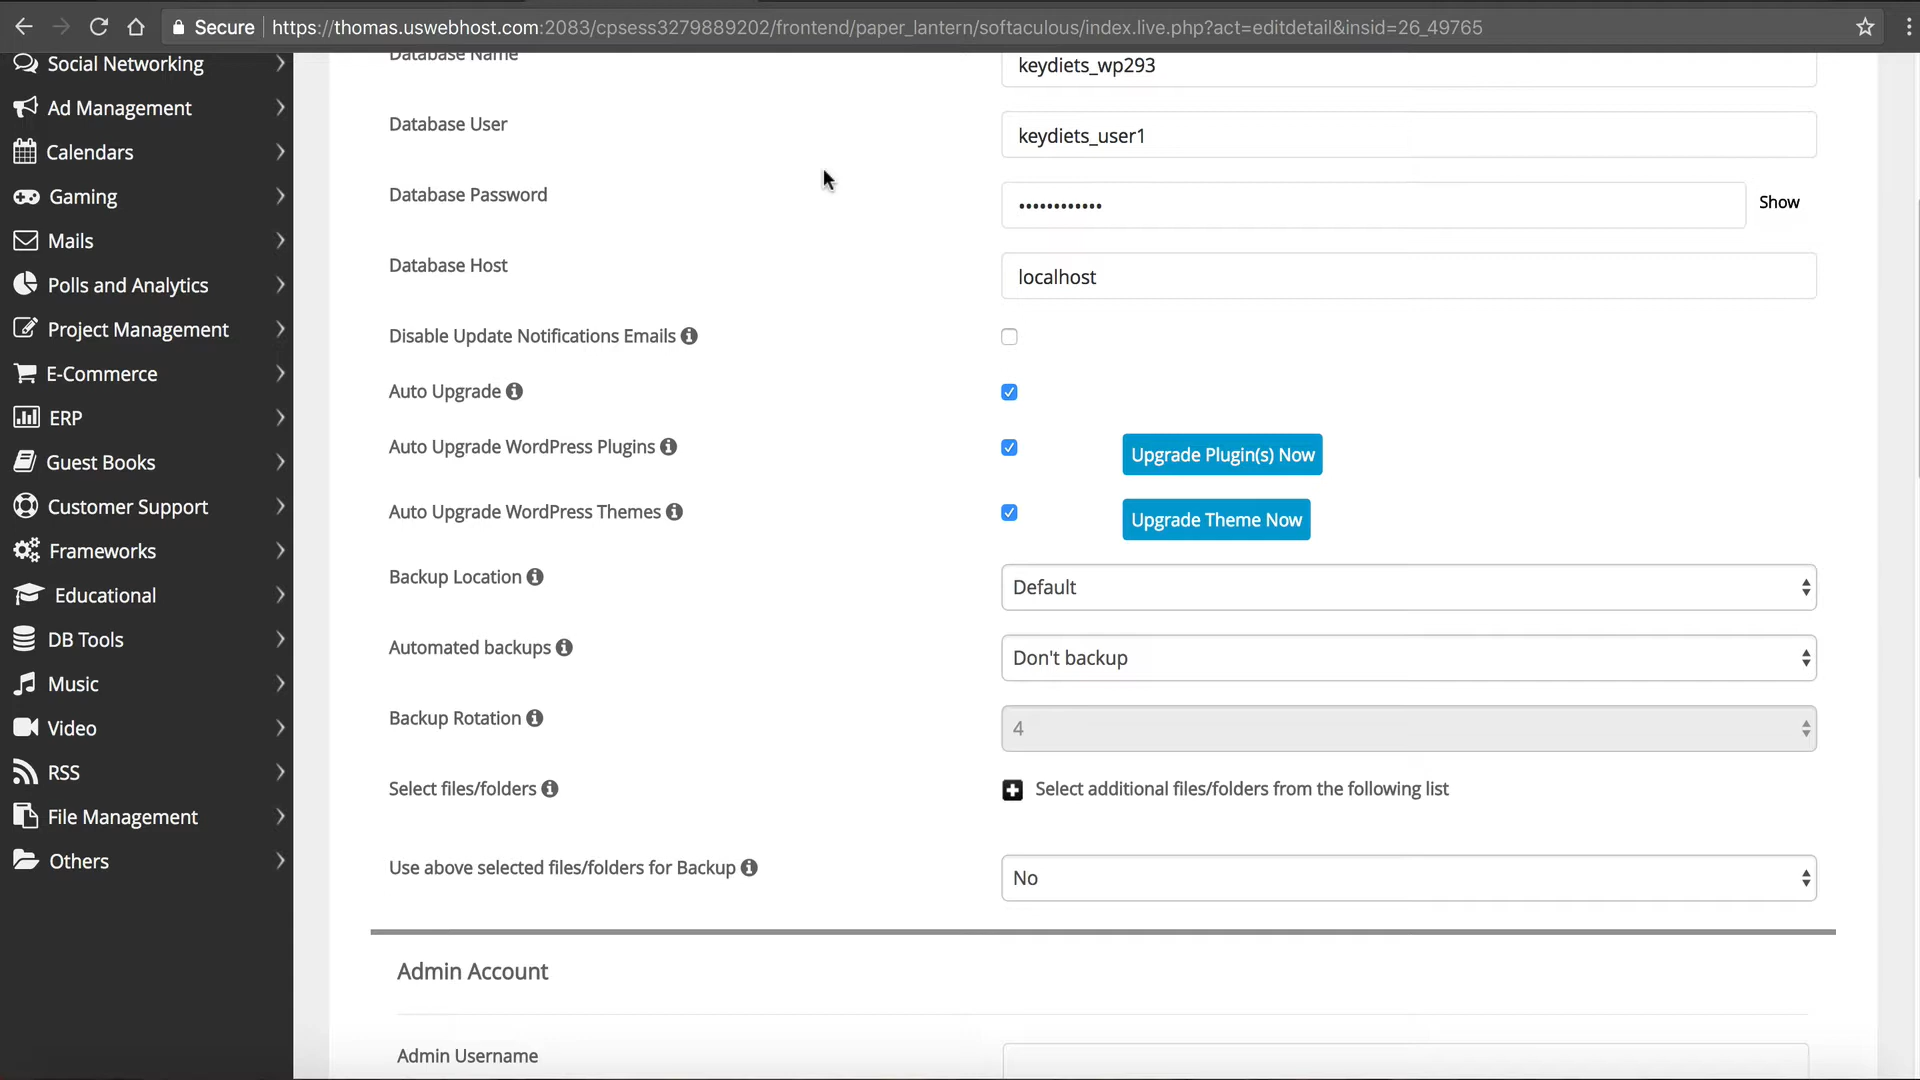 Secure https://thomas.uswebhost.com:2083/cpsess3279889202/frontend/paper_lantern/softaculous/index.live.php?act=editdetail&insid=26_49765
Social Networking
Ad Management
Calendars
Gaming
Mails
Polls and Analytics
Project Management
E-Commerce
ERP
Guest Books
Customer Support
Frameworks
Educational
DB Tools
Music
Video
RSS
File Management
Others
Database Name keydiets_wp293
Database User keydiets_user1
Database Password •••••••••••• Show
Database Host localhost
Disable Update Notifications Emails
Auto Upgrade
Auto Upgrade WordPress Plugins Upgrade Plugin(s) Now
Auto Upgrade WordPress Themes Upgrade Theme Now
Backup Location Default
Automated backups Don't backup
Backup Rotation 4
Select files/folders Select additional files/folders from the following list
Use above selected files/folders for Backup No
Admin Account
Admin Username